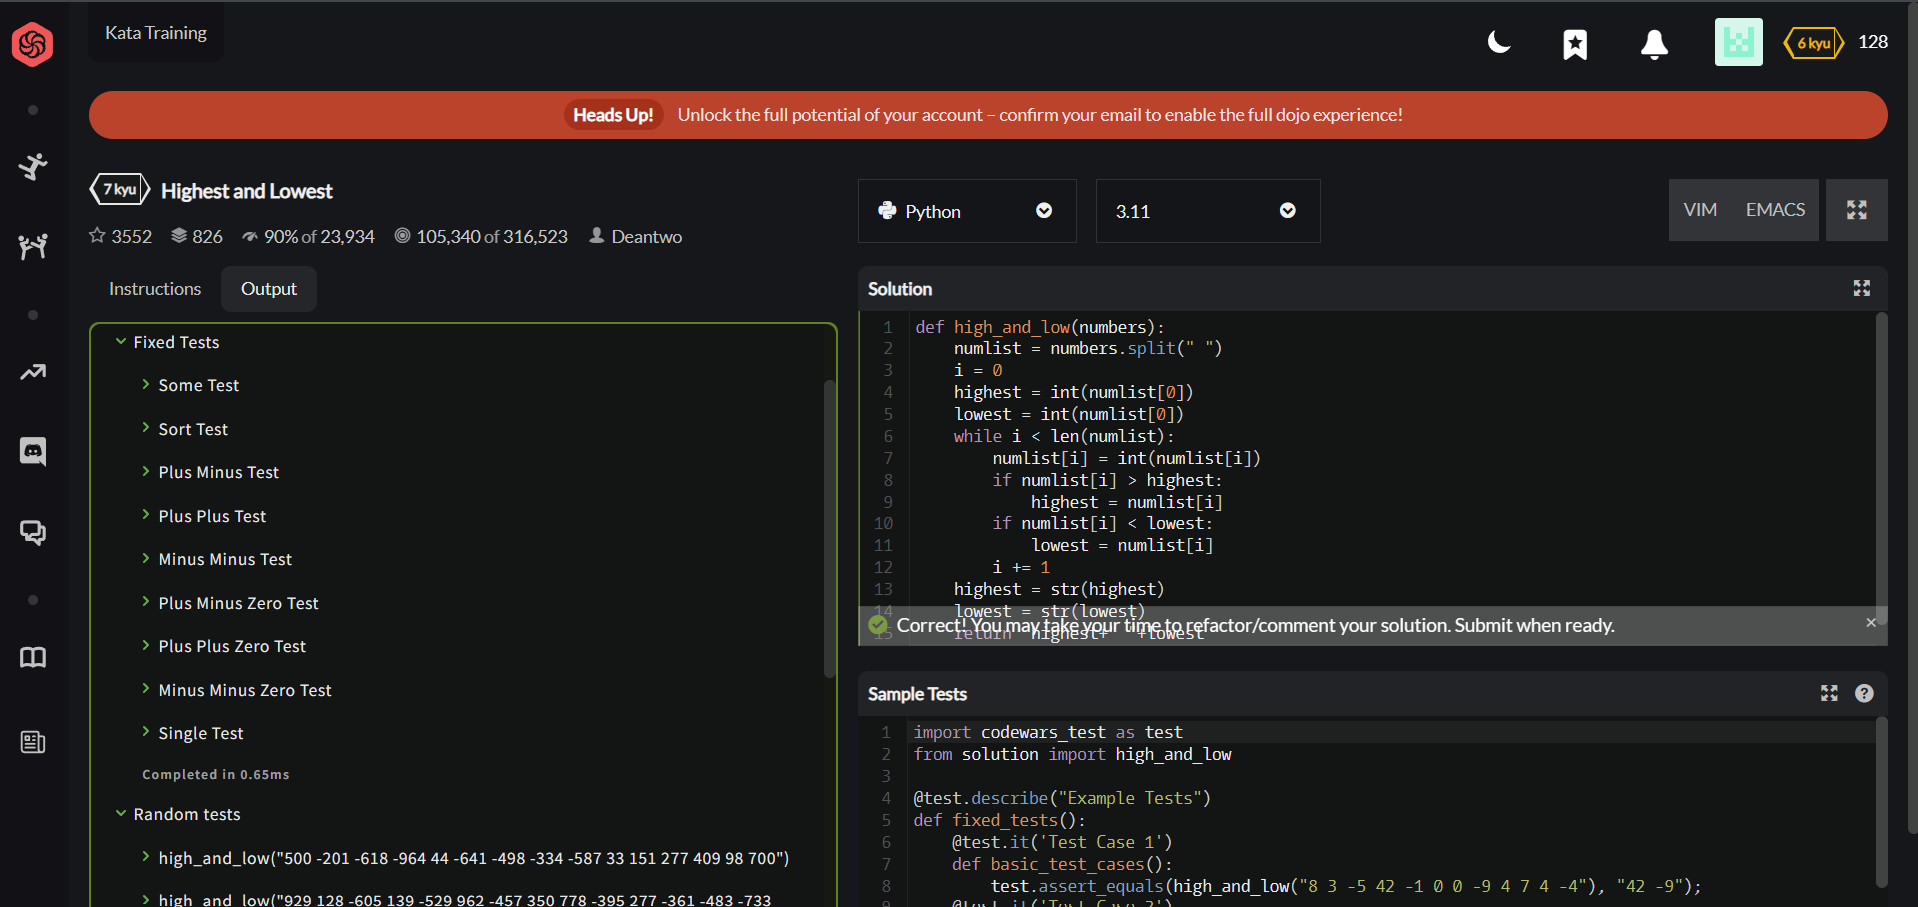 Kata Training
6 kyu 128
Heads Up! Unlock the full potential of your account – confirm your email to enable the full dojo experience!
7 kyu Highest and Lowest
3552 826 90% of 23,934 105,340 of 316,523 Deantwo
Python
3.11
VIM EMACS
Instructions
Output
Fixed Tests
Some Test
Sort Test
Plus Minus Test
Plus Plus Test
Minus Minus Test
Plus Minus Zero Test
Plus Plus Zero Test
Minus Minus Zero Test
Single Test
Completed in 0.65ms
Random tests
high_and_low("500 -201 -618 -964 44 -641 -498 -334 -587 33 151 277 409 98 700")
high_and_low("929 128 -605 139 -529 962 -457 350 778 -395 277 -361 -483 -733
Solution
1 def high_and_low(numbers):
2 numlist = numbers.split(" ")
3 i = 0
4 highest = int(numlist[0])
5 lowest = int(numlist[0])
6 while i < len(numlist):
7 numlist[i] = int(numlist[i])
8 if numlist[i] > highest:
9 highest = numlist[i]
10 if numlist[i] < lowest:
11 lowest = numlist[i]
12 i += 1
13 highest = str(highest)
14 lowest = str(lowest)
15 return highest+" "+lowest
Correct! You may take your time to refactor/comment your solution. Submit when ready.
Sample Tests
1 import codewars_test as test
2 from solution import high_and_low
3
4 @test.describe("Example Tests")
5 def fixed_tests():
6 @test.it('Test Case 1')
7 def basic_test_cases():
8 test.assert_equals(high_and_low("8 3 -5 42 -1 0 0 -9 4 7 4 -4"), "42 -9");